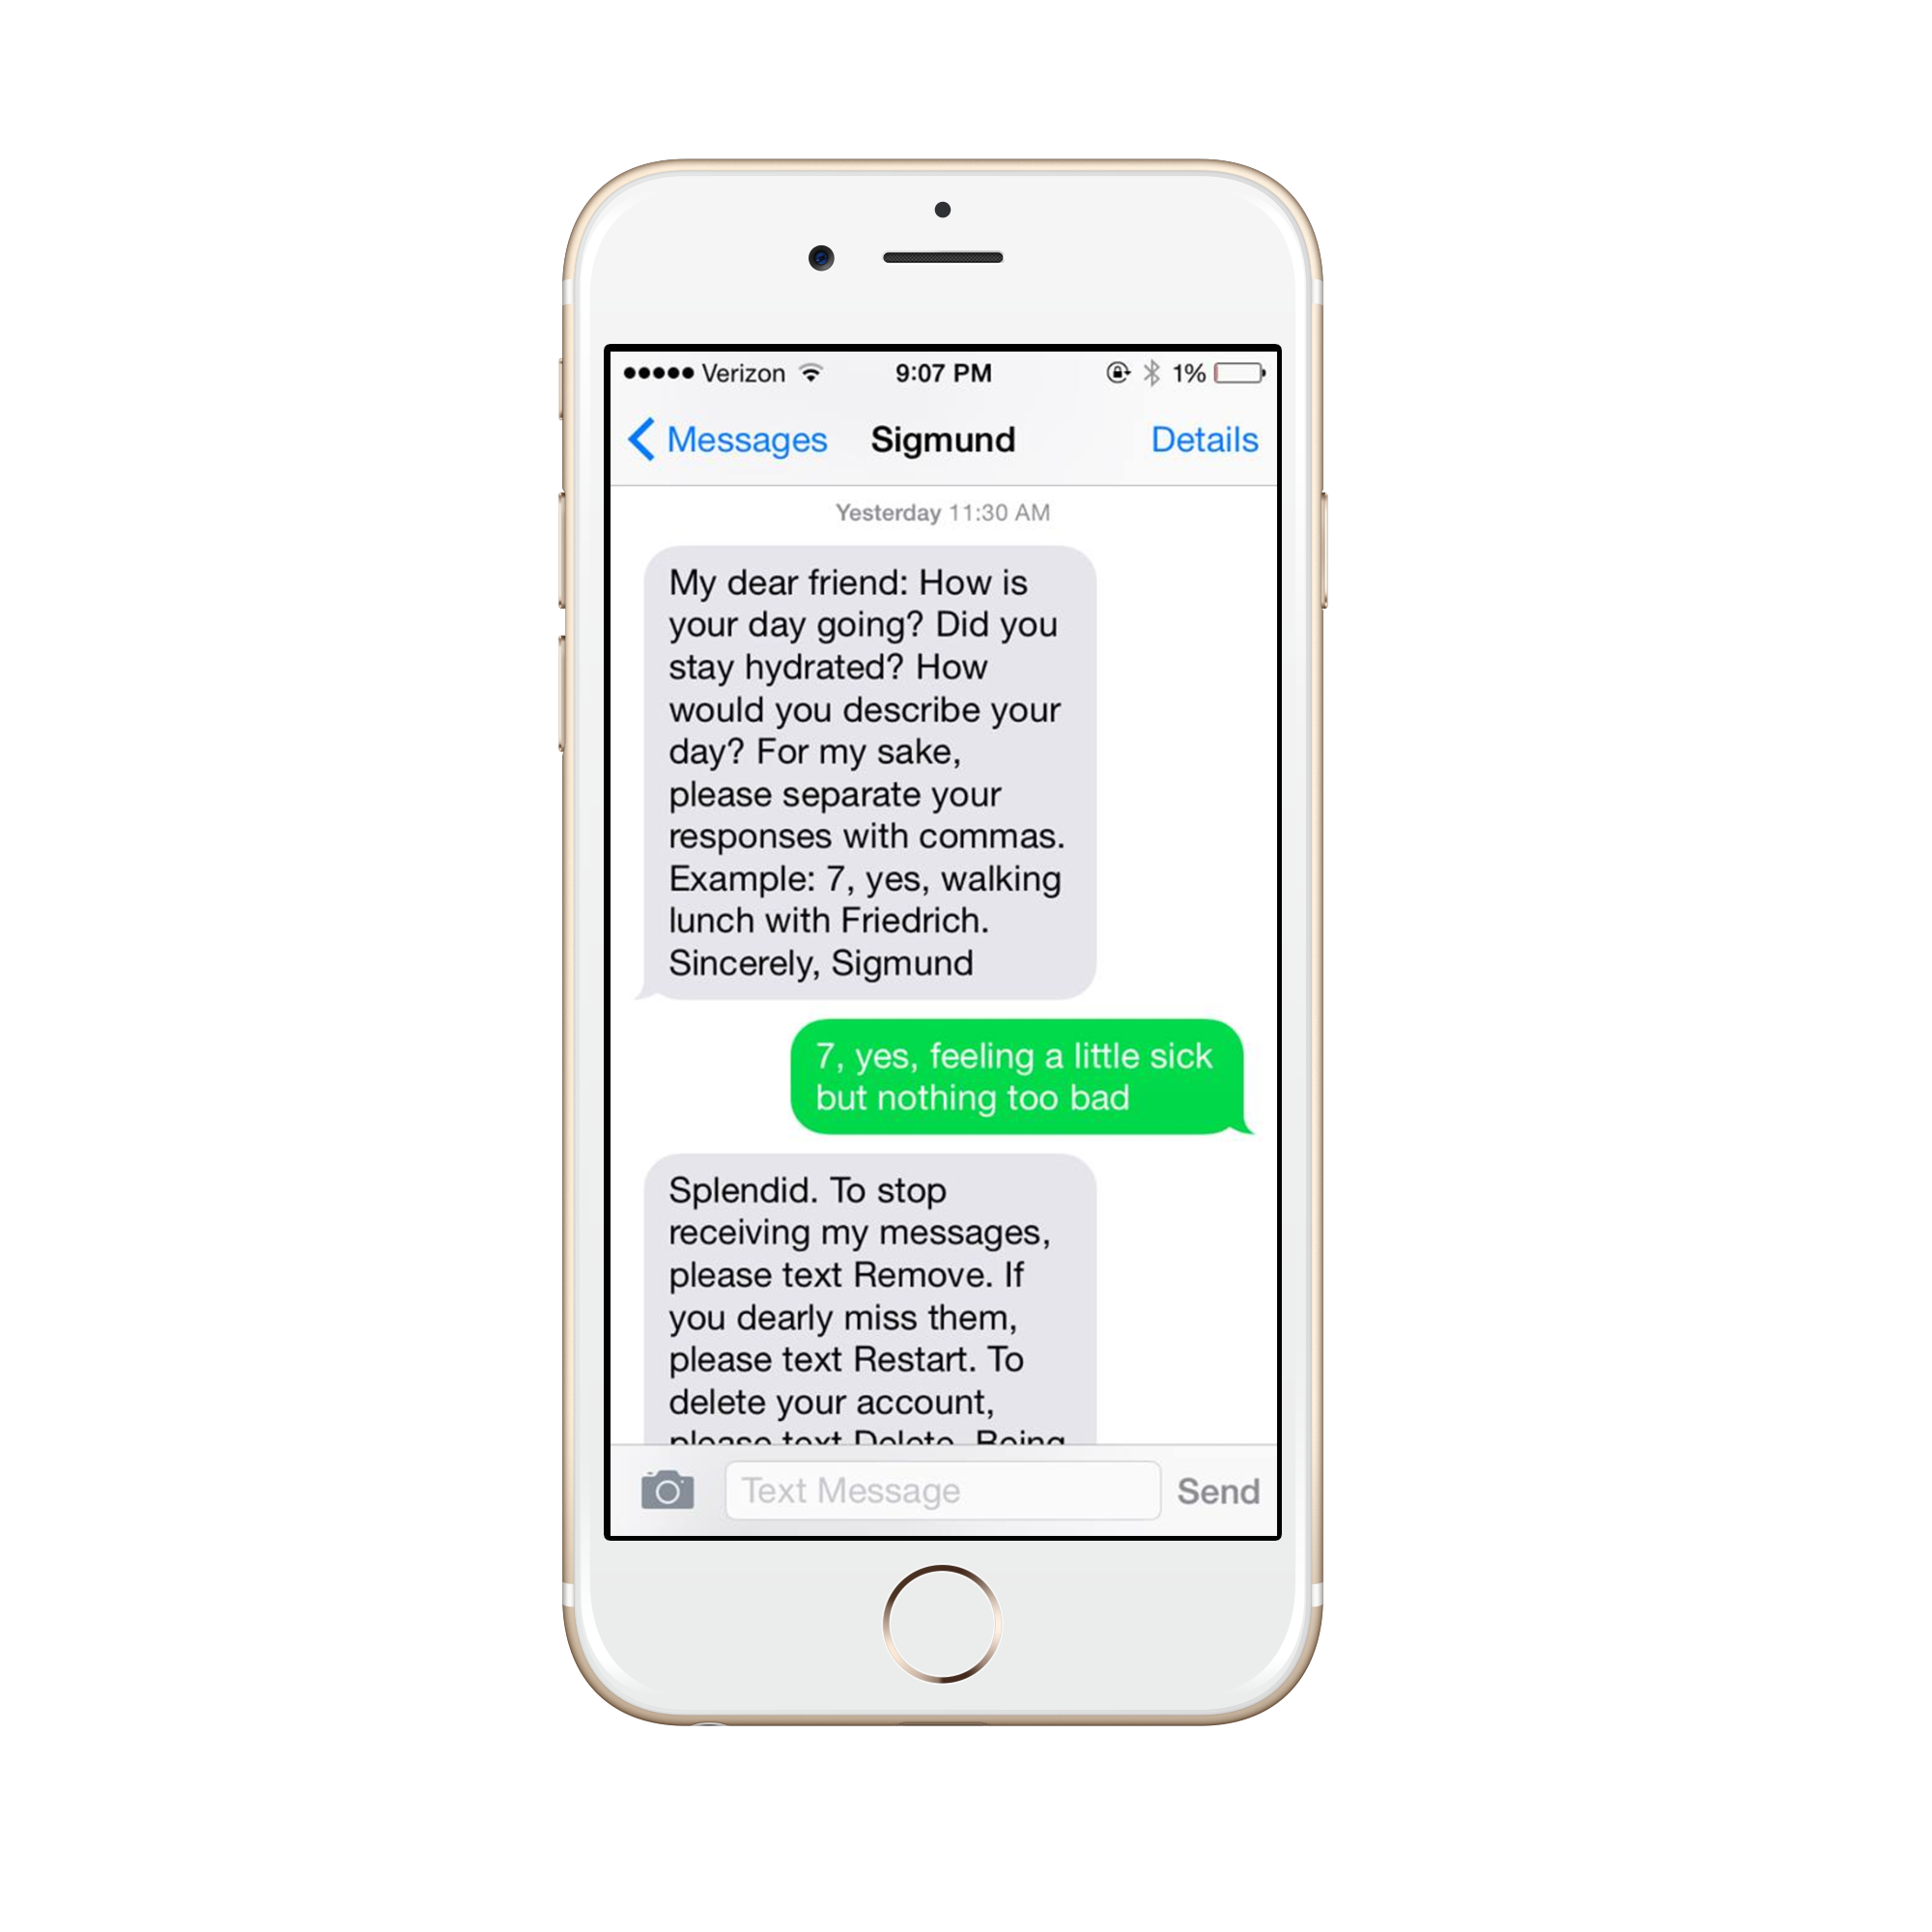 Verizon 9:07 PM 1%
Messages Sigmund Details
Yesterday 11:30 AM
My dear friend: How is
your day going? Did you
stay hydrated? How
would you describe your
day? For my sake,
please separate your
responses with commas.
Example: 7, yes, walking
lunch with Friedrich.
Sincerely, Sigmund
7, yes, feeling a little sick
but nothing too bad
Splendid. To stop
receiving my messages,
please text Remove. If
you dearly miss them,
please text Restart. To
delete your account,
please text Delete. Being
Text Message Send